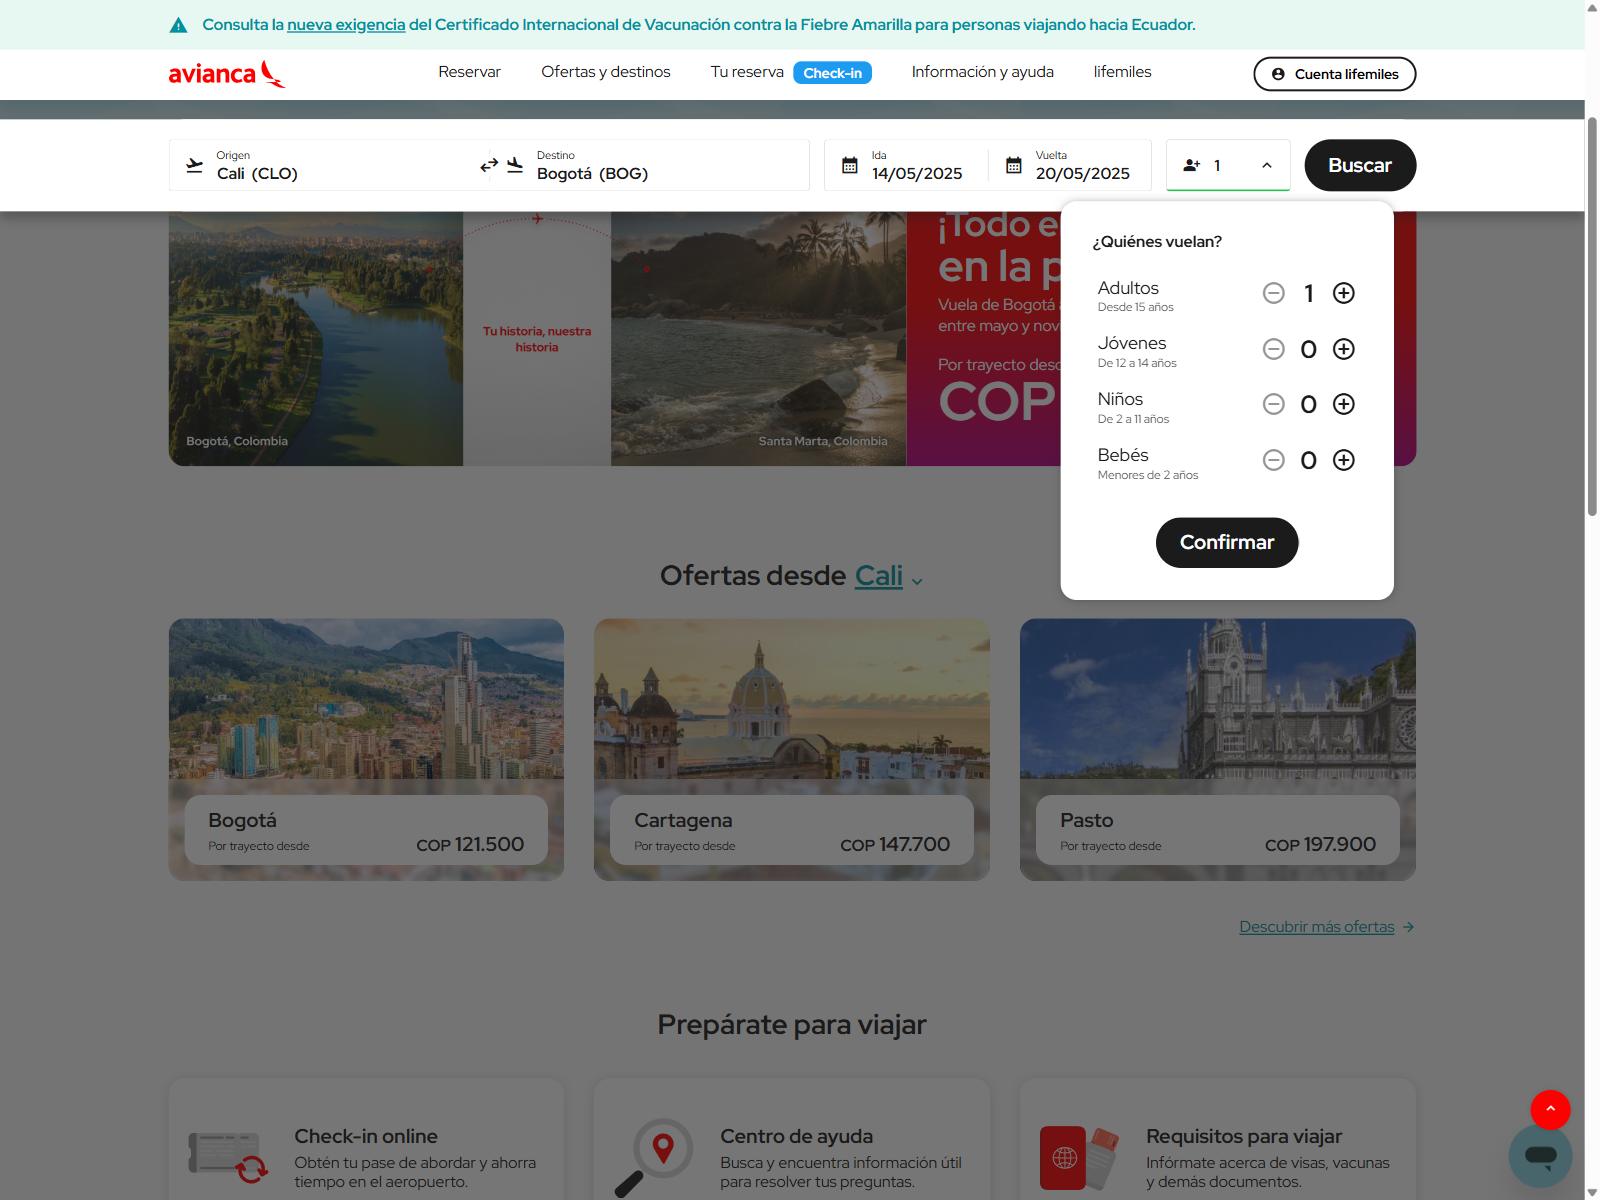 Consulta la nueva exigencia del Certificado Internacional de Vacunación contra la Fiebre Amarilla para personas viajando hacia Ecuador.
avianca
Reservar
Ofertas y destinos
Tu reserva
Check-in
Información y ayuda
lifemiles
Cuenta lifemiles
Origen
Cali (CLO)
Destino
Bogotá (BOG)
Ida
14/05/2025
Vuelta
20/05/2025
1
Buscar
¿Quiénes vuelan?
Adultos
Desde 15 años
1
Jóvenes
De 12 a 14 años
0
Niños
De 2 a 11 años
0
Bebés
Menores de 2 años
0
Confirmar
Bogotá, Colombia
Tu historia, nuestra
historia
Santa Marta, Colombia
¡Todo e
en la p
Vuela de Bogotá
entre mayo y nov
Por trayecto desd
COP
Ofertas desde Cali
Bogotá
Por trayecto desde
COP 121.500
Cartagena
Por trayecto desde
COP 147.700
Pasto
Por trayecto desde
COP 197.900
Descubrir más ofertas
Prepárate para viajar
Check-in online
Obtén tu pase de abordar y ahorra
tiempo en el aeropuerto.
Centro de ayuda
Busca y encuentra información útil
para resolver tus preguntas.
Requisitos para viajar
Infórmate acerca de visas, vacunas
y demás documentos.